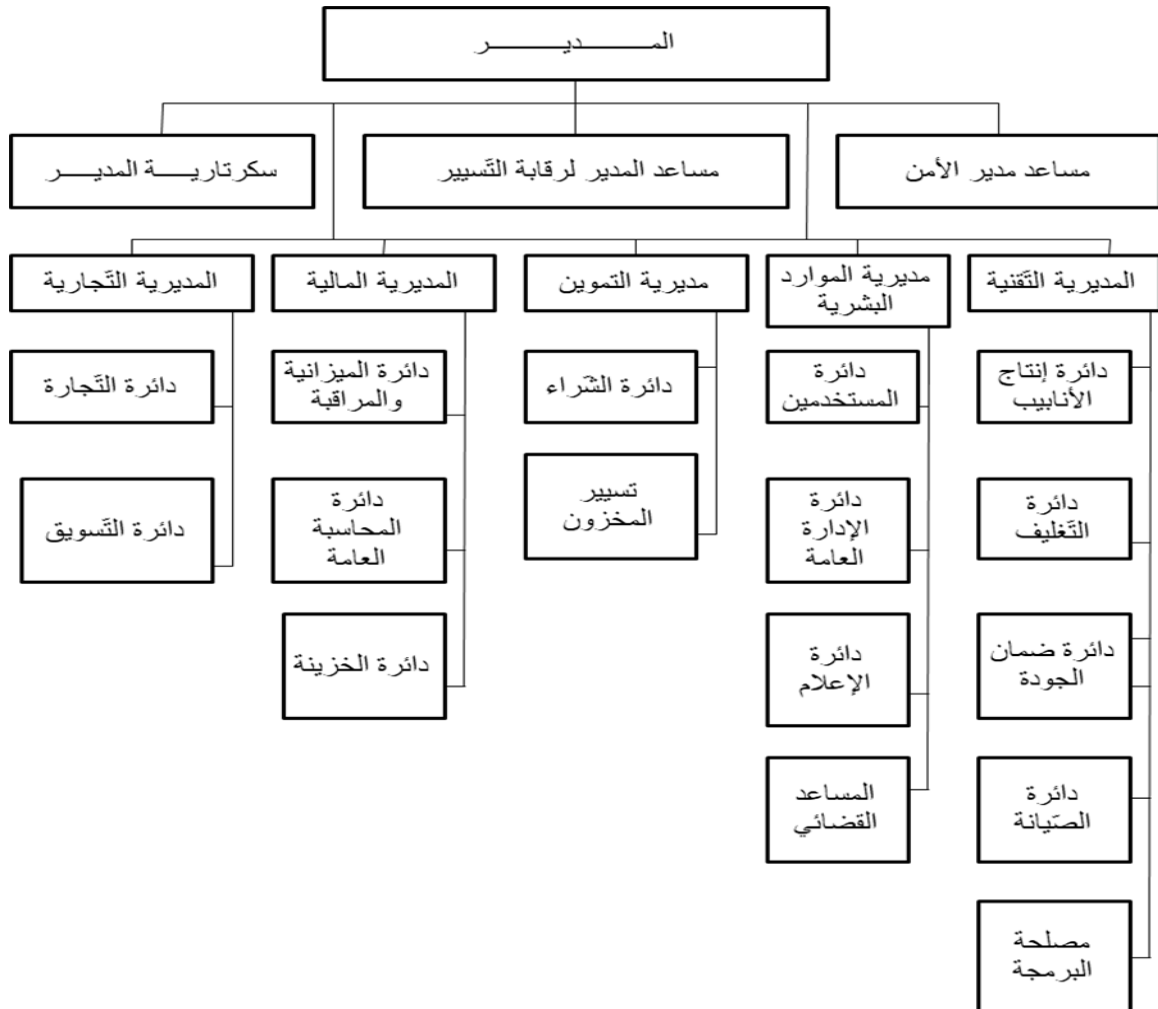 المـــــــــديـــــــــر
مساعد مدير الأمن
مساعد المدير لرقابة التَسيير
سكرتاريــــة المديــــر
المديرية التَقنية
مديرية الموارد
البشرية
مديرية التموين
المديرية المالية
المديرية التَجارية
دائرة إنتاج
الأنابيب
دائرة
المستخدمين
دائرة الشَراء
دائرة الميزانية
والمراقبة
دائرة التَجارة
دائرة
التَغليف
دائرة
الإدارة
العامة
تسيير
المخزون
دائرة
المحاسبة
العامة
دائرة التَسويق
دائرة ضمان
الجودة
دائرة
الإعلام
دائرة الخزينة
دائرة
الصَيانة
المساعد
القضائي
مصلحة
البرمجة